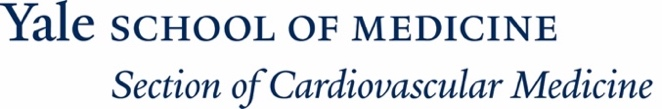 Yale SCHOOL OF MEDICINE
Section of Cardiovascular Medicine